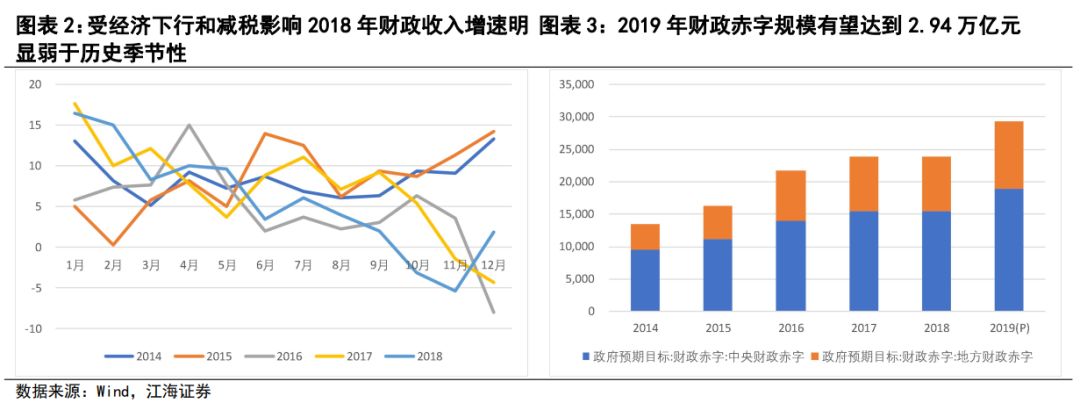 图表 2：受经济下行和减税影响 2018 年财政收入增速明
显弱于历史季节性
20
15
10
5
0
-5
-10
1月 2月 3月 4月 5月 6月 7月 8月 9月 10月 11月 12月
2014 2015 2016 2017 2018
图表 3：2019 年财政赤字规模有望达到 2.94 万亿元
35,000
30,000
25,000
20,000
15,000
10,000
5,000
0
2014 2015 2016 2017 2018 2019(P)
政府预期目标:财政赤字:中央财政赤字 政府预期目标:财政赤字:地方财政赤字
数据来源：Wind，江海证券